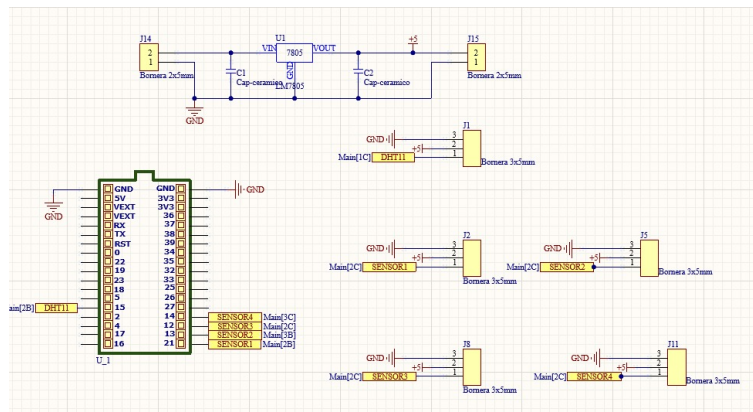 J14
2
1
Bornera 2x5mm
C1
Cap-ceramico
U1
VIN
7805
VOUT
GND
LM7805
C2
Cap-ceramico
+5
J15
2
1
Bornera 2x5mm
GND
J1
GND
3
+5
2
Main[1C]
DHT11
1
Bornera 3x5mm
GND
GND GND
5V 3V3
VEXT 3V3
VEXT 36
RX 37
TX 38
RST 39
0 34
22 35
19 32
23 33
18 25
5 26
15 27
2 14
4 12
17 13
16 21
U_1
GND
ain[2B]
DHT11
SENSOR4 Main[3C]
SENSOR3 Main[2C]
SENSOR2 Main[3B]
SENSOR1 Main[2B]
J2
GND
3
+5
2
Main[2C]
SENSOR1
1
Bornera 3x5mm
J5
GND
3
+5
2
Main[2C]
SENSOR2
1
Bornera 3x5mm
J8
GND
3
+5
2
Main[2C]
SENSOR3
1
Bornera 3x5mm
J11
GND
3
+5
2
Main[2C]
SENSOR4
1
Bornera 3x5mm